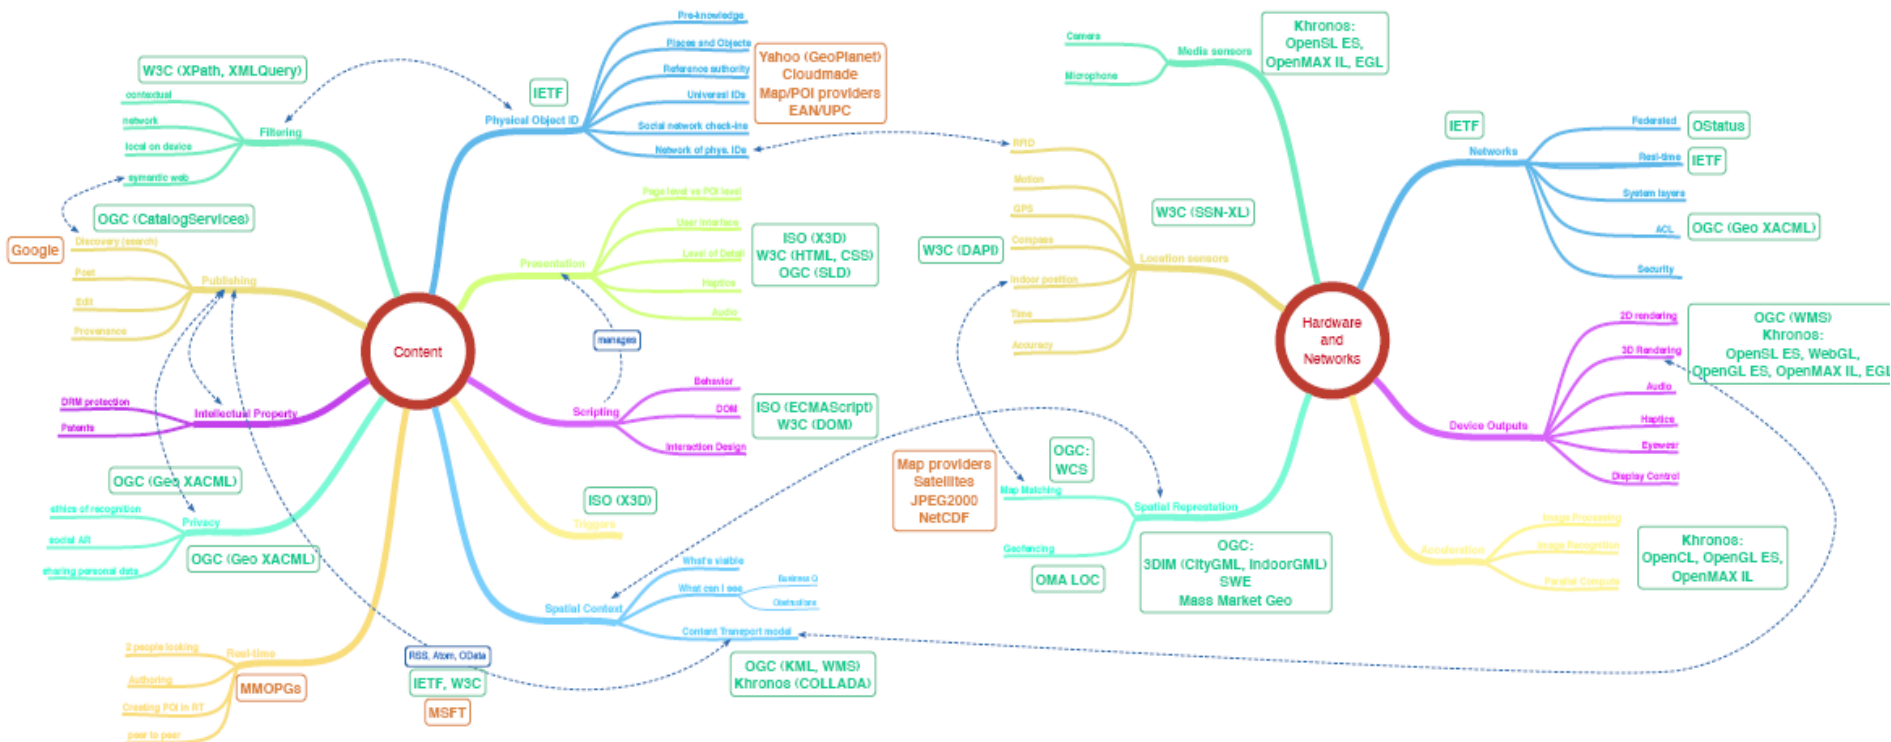 Pre-knowledge
Places and Objects
Reference authority
Universal IDs
Social network check-ins
Network of phys. IDs
Physical Object ID
IETF
Yahoo (GeoPlanet)
Cloudmade
Map/POI providers
EAN/UPC
W3C (XPath, XMLQuery)
contextual
network
local on device
symantic web
Filtering
OGC (CatalogServices)
Google
Discovery (search)
Post
Edit
Provenance
Publishing
Page level vs POI level
User Interface
Level of Detail
Haptics
Audio
Presentation
ISO (X3D)
W3C (HTML, CSS)
OGC (SLD)
manages
Content
DRM protection
Patents
Intellectual Property
Behavior
DOM
Interaction Design
Scripting
ISO (ECMAScript)
W3C (DOM)
OGC (Geo XACML)
ethics of recognition
social AR
sharing personal data
Privacy
OGC (Geo XACML)
ISO (X3D)
Triggers
What's visible
What can I see
Business Q
Obstructions
Content Transport model
Spatial Context
OGC (KML, WMS)
Khronos (COLLADA)
2 people looking
Authoring
Creating POI in RT
peer to peer
Real-time
MMOPGs
RSS, Atom, OData
IETF, W3C
MSFT
Camera
Microphone
Media sensors
Khronos:
OpenSL ES,
OpenMAX IL, EGL
RFID
Motion
GPS
Compass
Indoor position
Time
Accuracy
Location sensors
W3C (SSN-XL)
W3C (DAPI)
Hardware
and
Networks
IETF
Networks
Federated
Real-time
System layers
ACL
Security
OStatus
IETF
OGC (Geo XACML)
2D rendering
3D Rendering
Audio
Haptics
Eyewear
Display Control
Device Outputs
OGC (WMS)
Khronos:
OpenSL ES, WebGL,
OpenGL ES, OpenMAX IL, EGL
OGC:
WCS
Map providers
Satellites
JPEG2000
NetCDF
Map Matching
Geofencing
Spatial Represtation
OMA LOC
OGC:
3DIM (CityGML, IndoorGML)
SWE
Mass Market Geo
Image Processing
Image Recognition
Parallel Compute
Acceleration
Khronos:
OpenCL, OpenGL ES,
OpenMAX IL